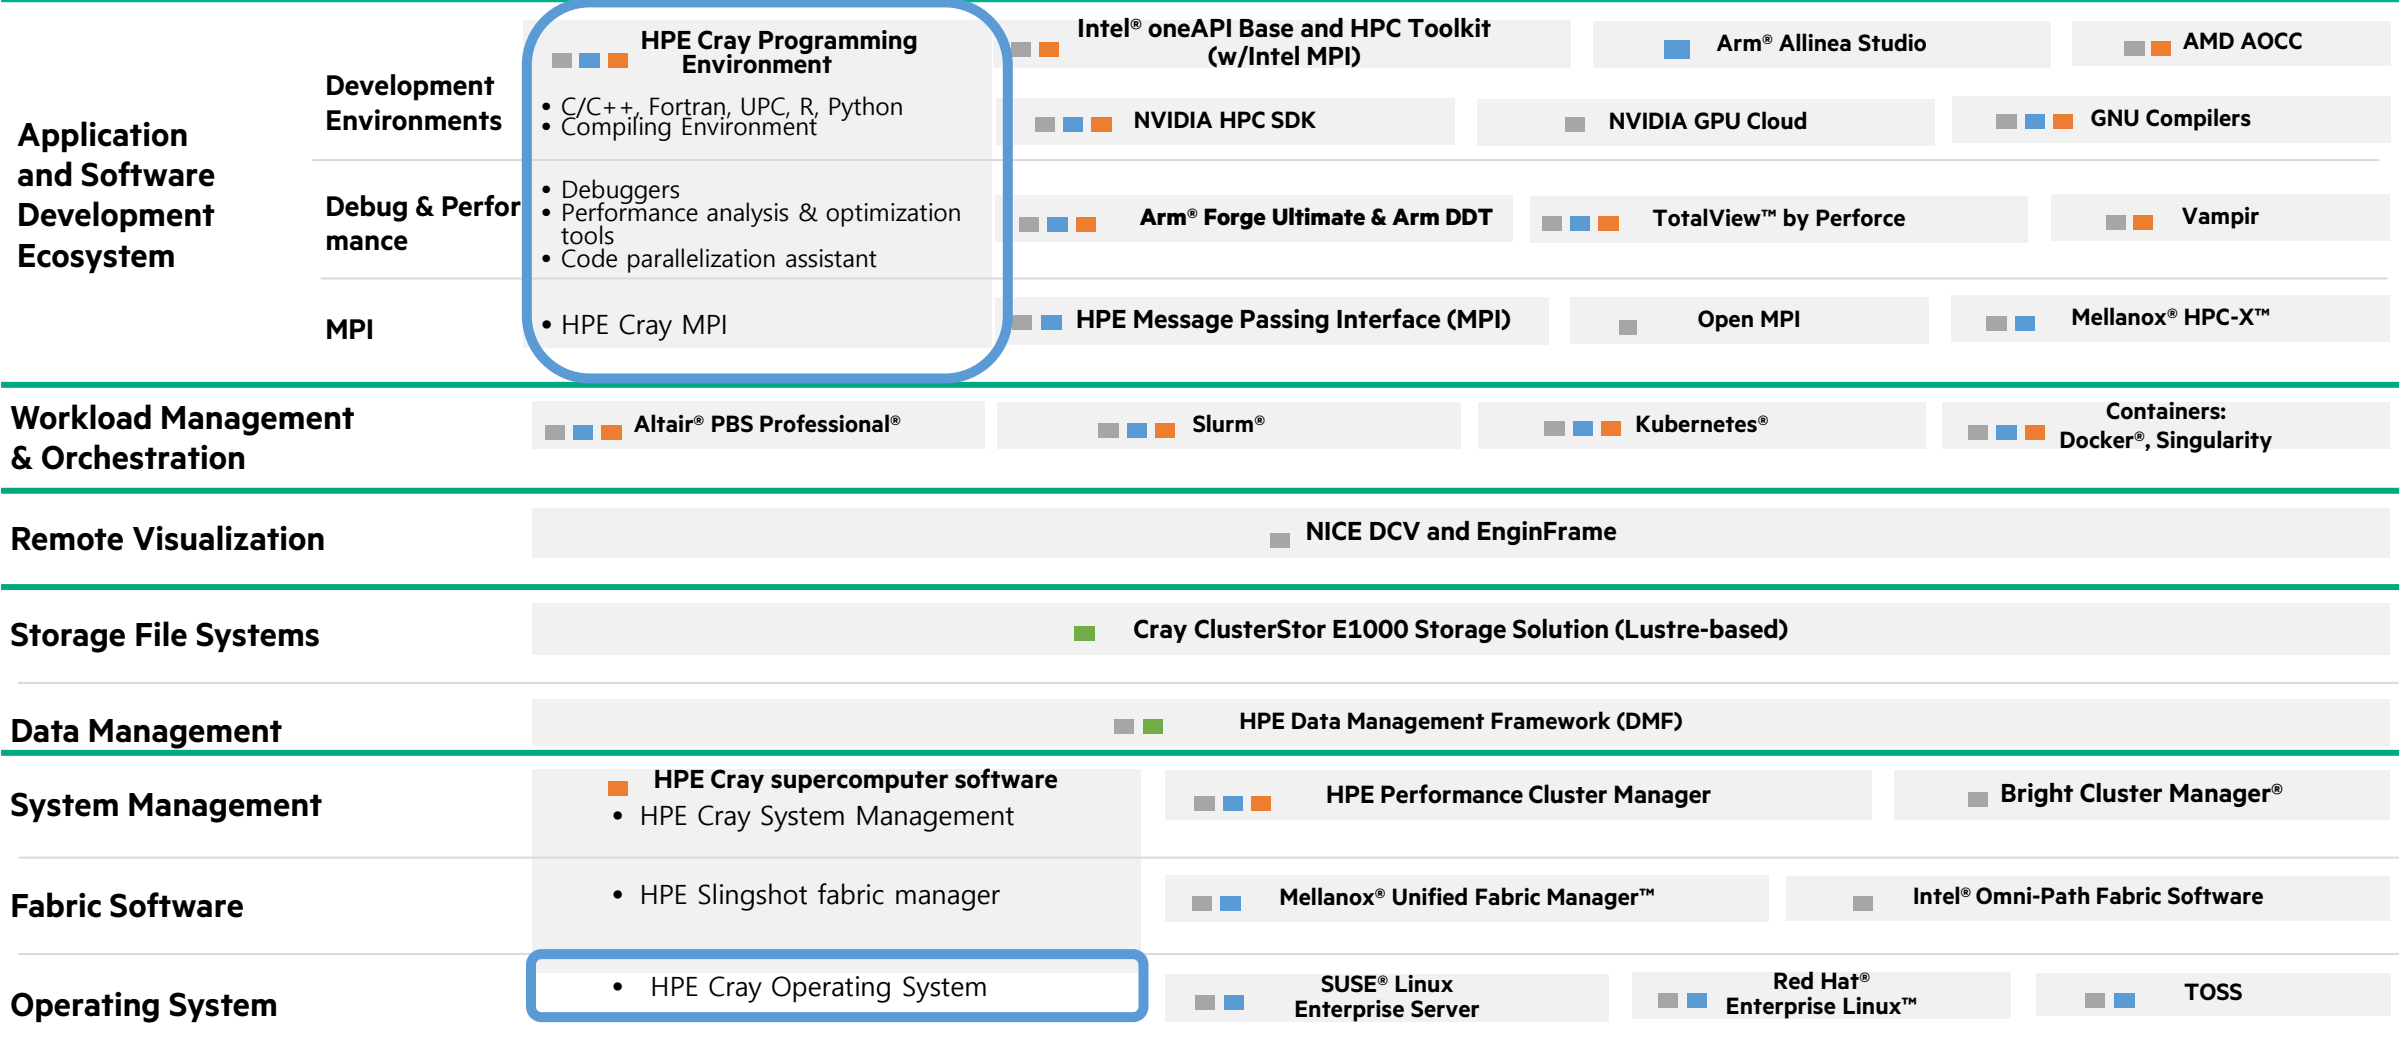 Application
and Software
Development
Ecosystem
Development
Environments
HPE Cray Programming
Environment
• C/C++, Fortran, UPC, R, Python
• Compiling Environment
Intel® oneAPI Base and HPC Toolkit
(w/Intel MPI)
Arm® Allinea Studio
AMD AOCC
NVIDIA HPC SDK
NVIDIA GPU Cloud
GNU Compilers
Debug & Perfor
mance
• Debuggers
• Performance analysis & optimization
tools
• Code parallelization assistant
Arm® Forge Ultimate & Arm DDT
TotalView™ by Perforce
Vampir
MPI
• HPE Cray MPI
HPE Message Passing Interface (MPI)
Open MPI
Mellanox® HPC-X™
Workload Management
& Orchestration
Altair® PBS Professional®
Slurm®
Kubernetes®
Containers:
Docker®, Singularity
Remote Visualization
NICE DCV and EnginFrame
Storage File Systems
Cray ClusterStor E1000 Storage Solution (Lustre-based)
Data Management
HPE Data Management Framework (DMF)
System Management
HPE Cray supercomputer software
• HPE Cray System Management
HPE Performance Cluster Manager
Bright Cluster Manager®
Fabric Software
• HPE Slingshot fabric manager
Mellanox® Unified Fabric Manager™
Intel® Omni-Path Fabric Software
Operating System
• HPE Cray Operating System
SUSE® Linux
Enterprise Server
Red Hat®
Enterprise Linux™
TOSS